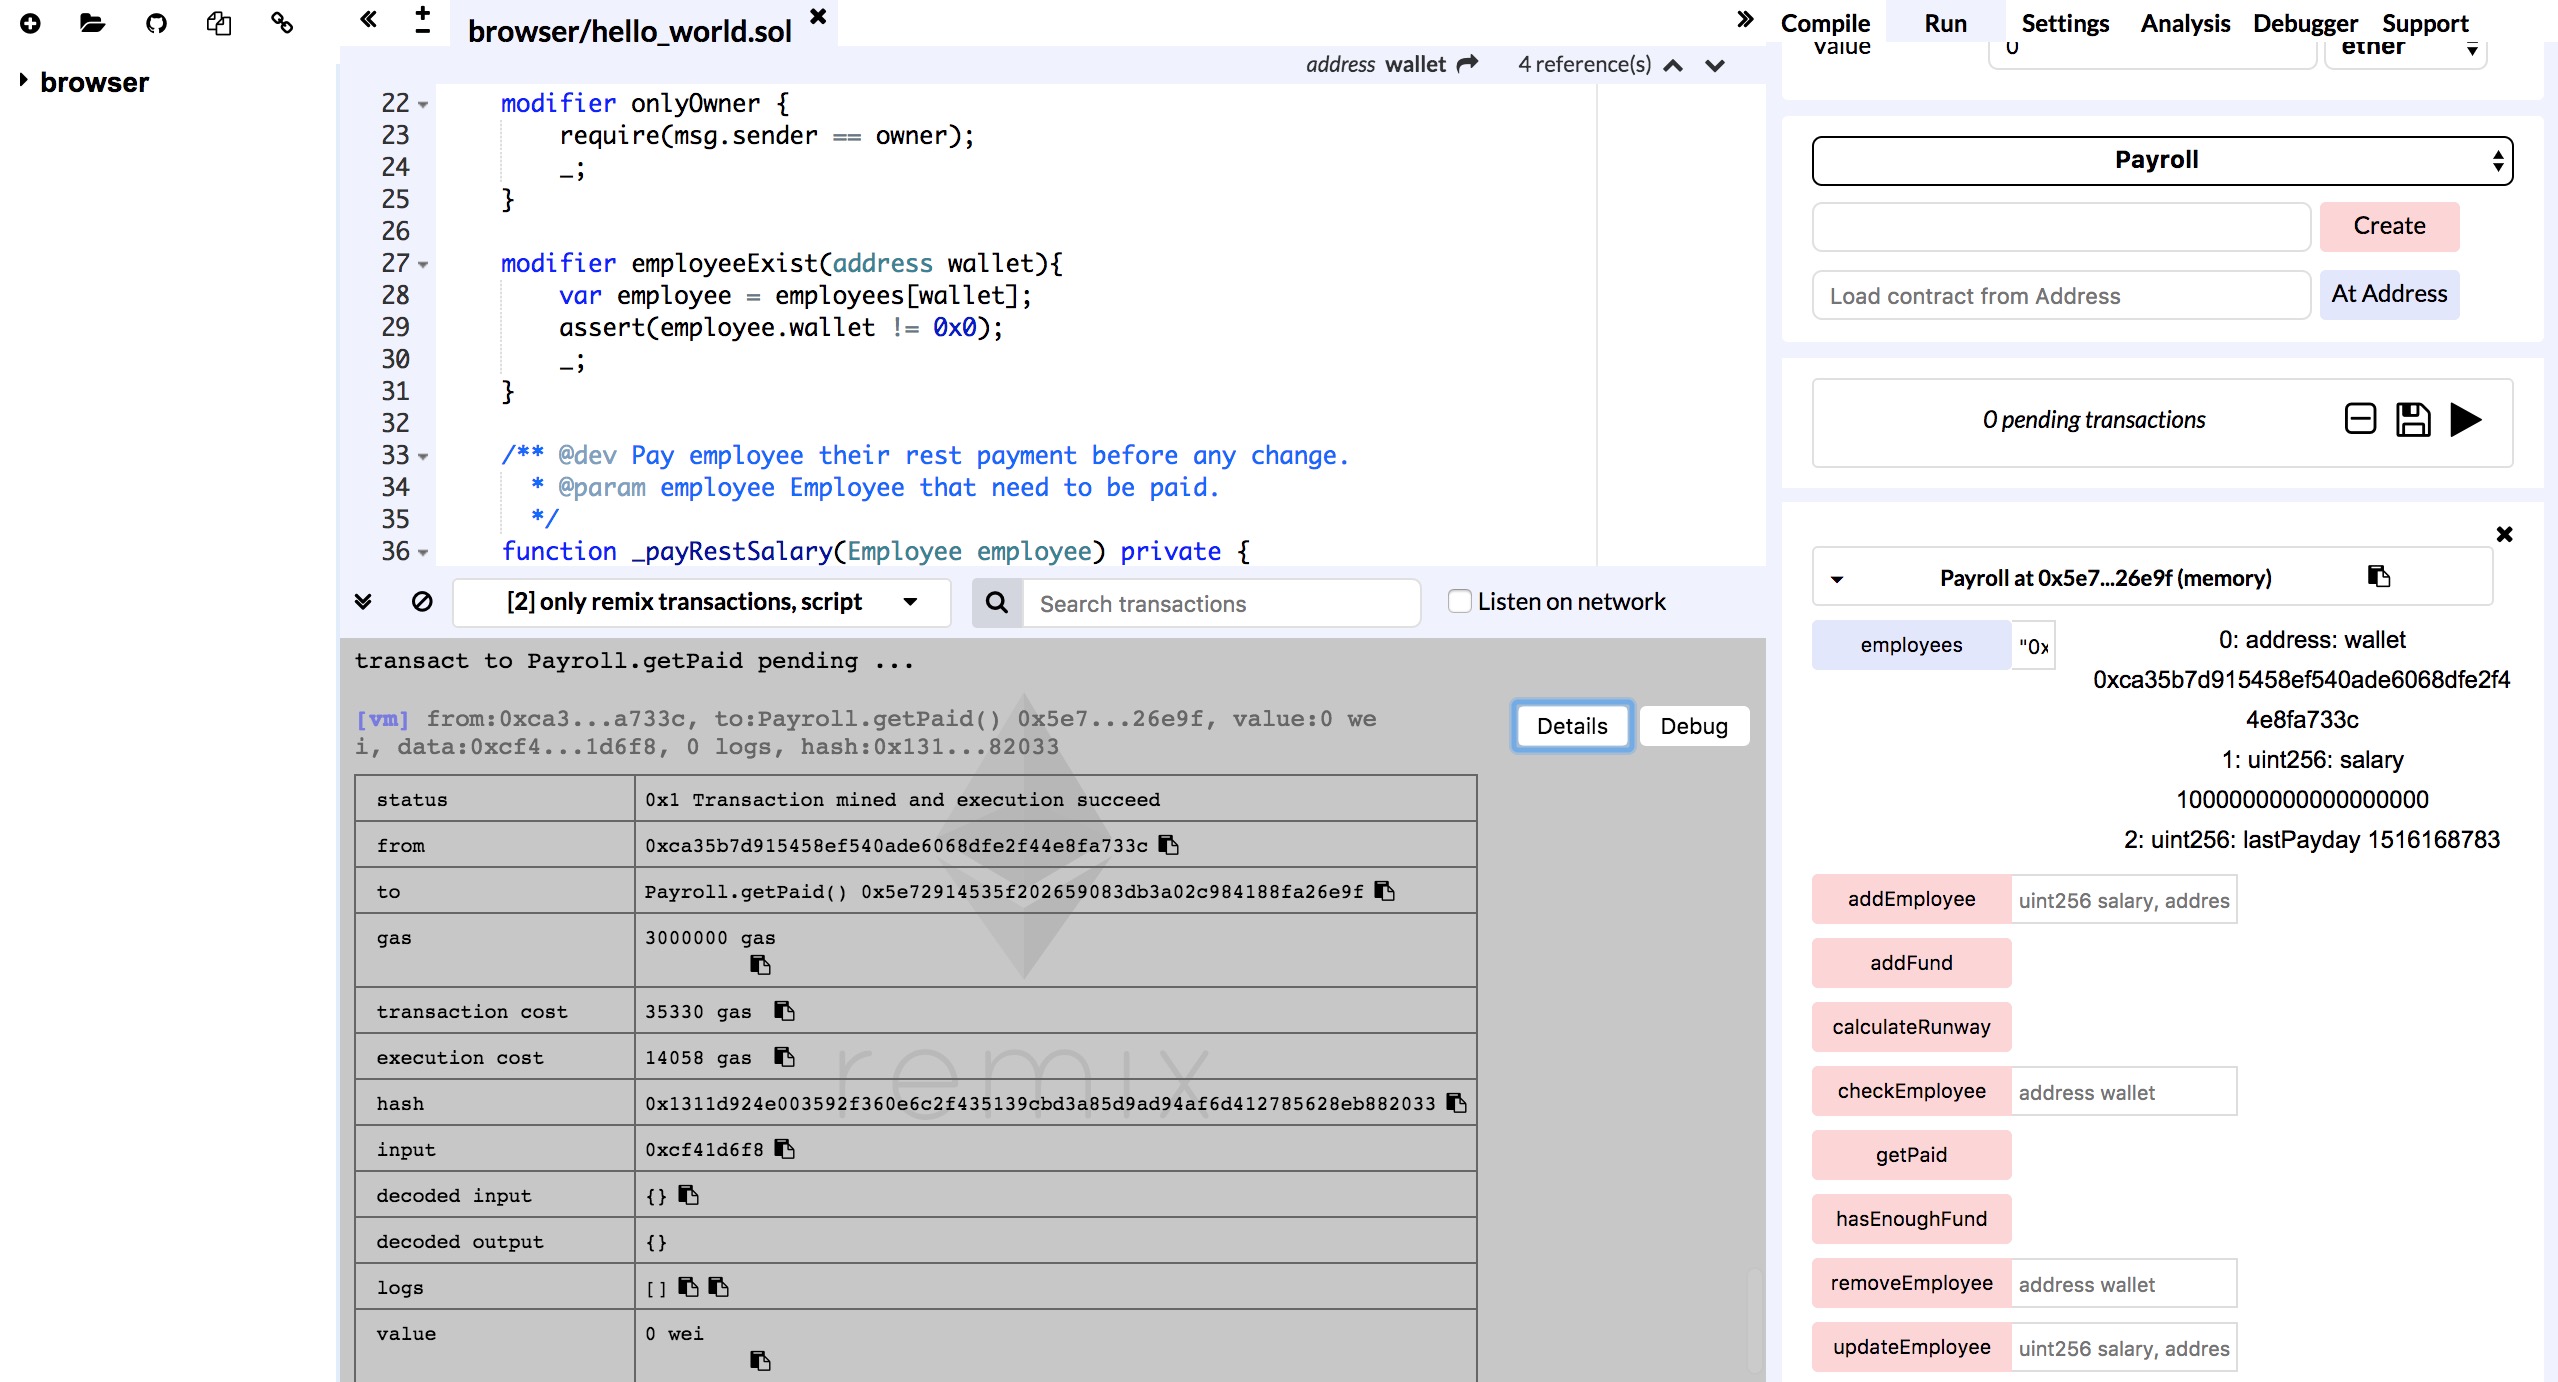 browser
browser/hello_world.sol
address wallet 4 reference(s)
22 modifier onlyOwner {
23 require(msg.sender == owner);
24 _;
25 }
26
27 modifier employeeExist(address wallet){
28 var employee = employees[wallet];
29 assert(employee.wallet != 0x0);
30 _;
31 }
32
33 /** @dev Pay employee their rest payment before any change.
34 * @param employee Employee that need to be paid.
35 */
36 function _payRestSalary(Employee employee) private {
[2] only remix transactions, script
Search transactions
Listen on network
transact to Payroll.getPaid pending ...
[vm] from:0xca3...a733c, to:Payroll.getPaid() 0x5e7...26e9f, value:0 we
i, data:0xcf4...1d6f8, 0 logs, hash:0x131...82033
Details
Debug
status 0x1 Transaction mined and execution succeed
from 0xca35b7d915458ef540ade6068dfe2f44e8fa733c
to Payroll.getPaid() 0x5e72914535f202659083db3a02c984188fa26e9f
gas 3000000 gas
transaction cost 35330 gas
execution cost 14058 gas
hash 0x1311d924e003592f360e6c2f435139cbd3a85d9ad94af6d412785628eb882033
input 0xcf41d6f8
decoded input {}
decoded output {}
logs []
value 0 wei
remix
Compile Run Settings Analysis Debugger Support
Value 0 ether
Payroll
Create
Load contract from Address
At Address
0 pending transactions
Payroll at 0x5e7...26e9f (memory)
employees "0x
0: address: wallet
0xca35b7d915458ef540ade6068dfe2f4
4e8fa733c
1: uint256: salary
1000000000000000000
2: uint256: lastPayday 1516168783
addEmployee uint256 salary, addres
addFund
calculateRunway
checkEmployee address wallet
getPaid
hasEnoughFund
removeEmployee address wallet
updateEmployee uint256 salary, addres